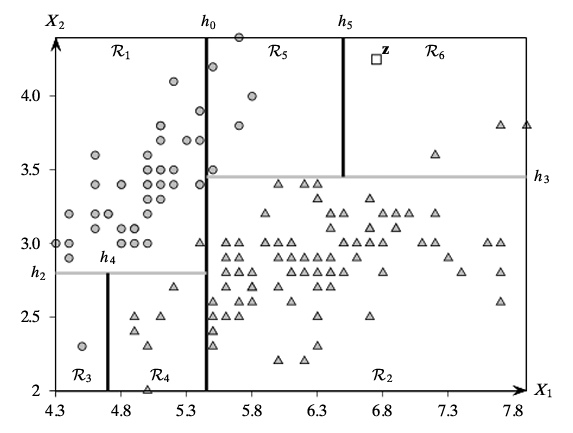 X₂ h₀ h₅
ℛ₁ ℛ₅ z ℛ₆
4.0
3.5
h₃
3.0
h₄
h₂
2.5
ℛ₃ ℛ₄ ℛ₂
2 X₁
4.3 4.8 5.3 5.8 6.3 6.8 7.3 7.8